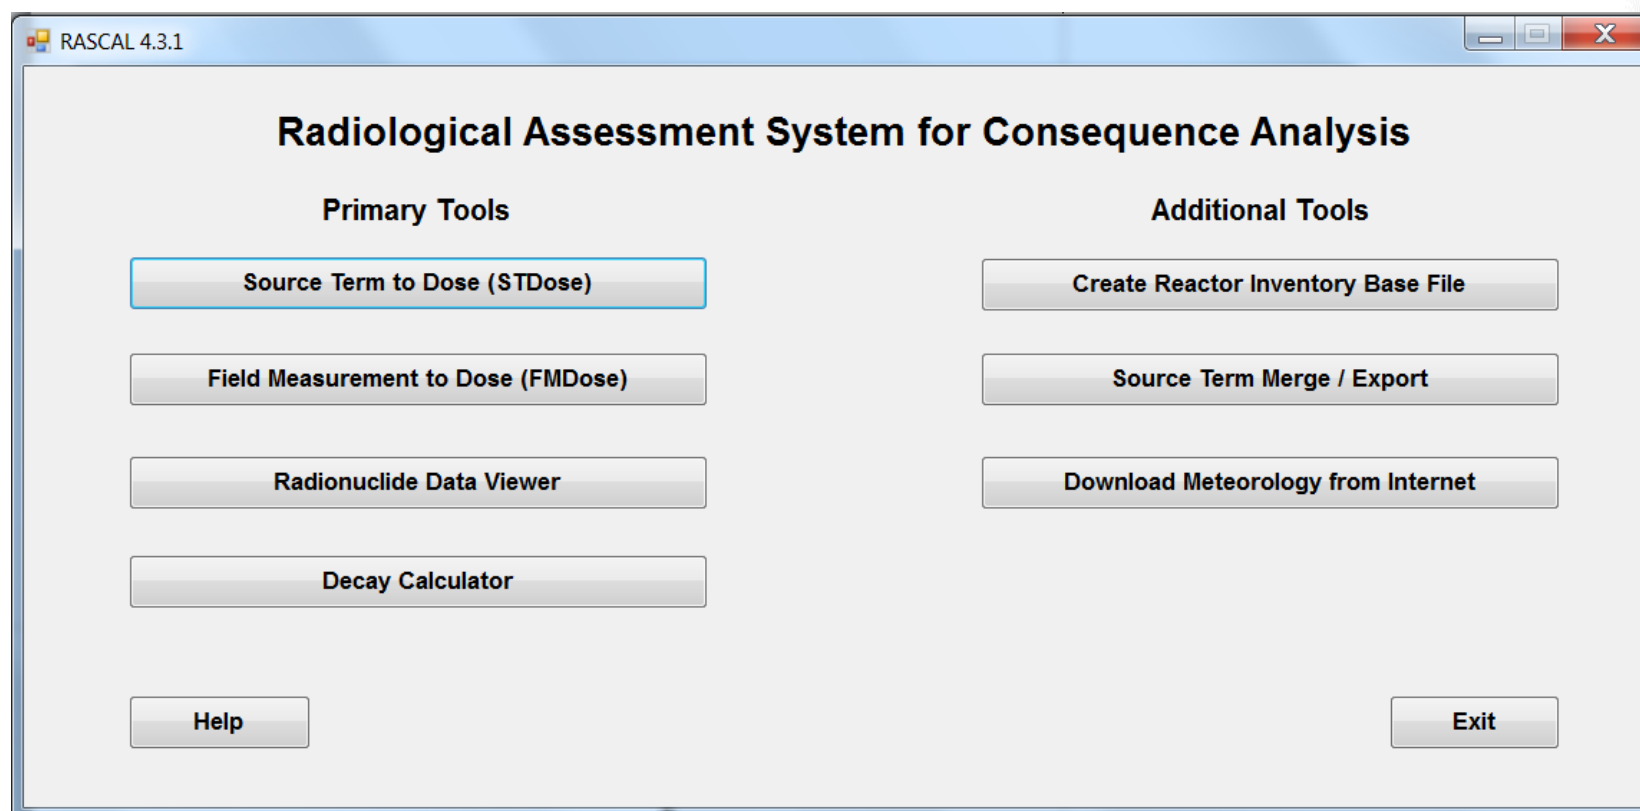 RASCAL 4.3.1
Radiological Assessment System for Consequence Analysis
Primary Tools
Source Term to Dose (STDose)
Field Measurement to Dose (FMDose)
Radionuclide Data Viewer
Decay Calculator
Additional Tools
Create Reactor Inventory Base File
Source Term Merge / Export
Download Meteorology from Internet
Help
Exit